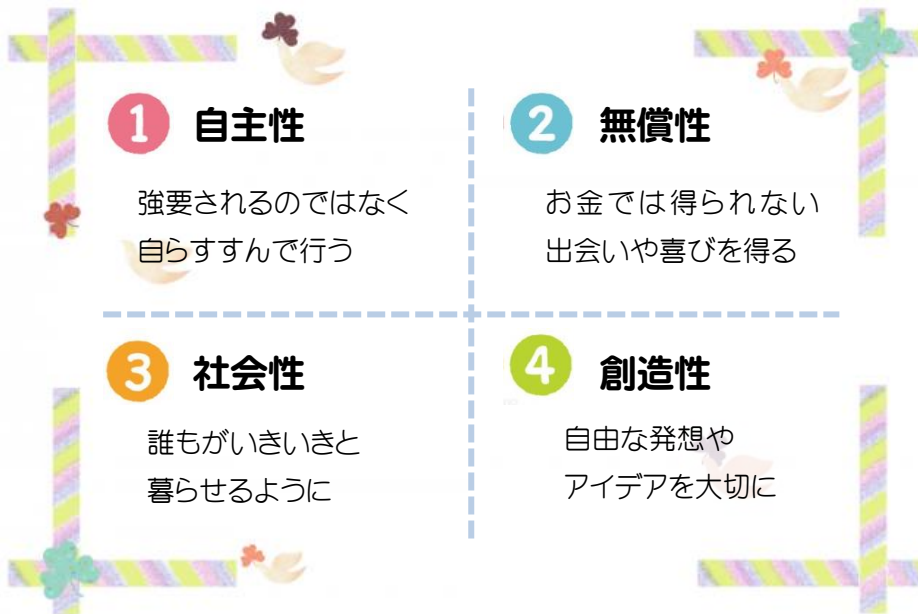 1 自主性
強要されるのではなく
自らすすんで行う
2 無償性
お金では得られない
出会いや喜びを得る
3 社会性
誰もがいきいきと
暮らせるように
4 創造性
自由な発想や
アイデアを大切に